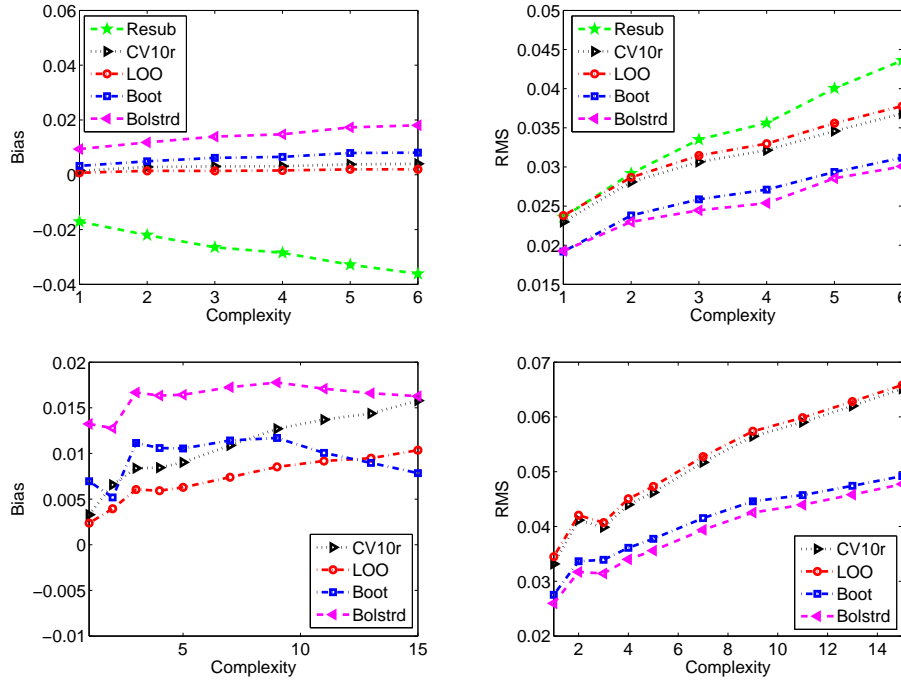 0.06
0.04
0.02
0
−0.02
−0.04
Bias
Resub
CV10r
LOO
Boot
Bolstrd
1 2 3 4 5 6
Complexity
0.05
0.045
0.04
0.035
0.03
0.025
0.02
0.015
RMS
Resub
CV10r
LOO
Boot
Bolstrd
1 2 3 4 5 6
Complexity
0.02
0.015
0.01
0.005
0
−0.005
−0.01
Bias
CV10r
LOO
Boot
Bolstrd
5 10 15
Complexity
0.07
0.06
0.05
0.04
0.03
0.02
RMS
CV10r
LOO
Boot
Bolstrd
2 4 6 8 10 12 14
Complexity